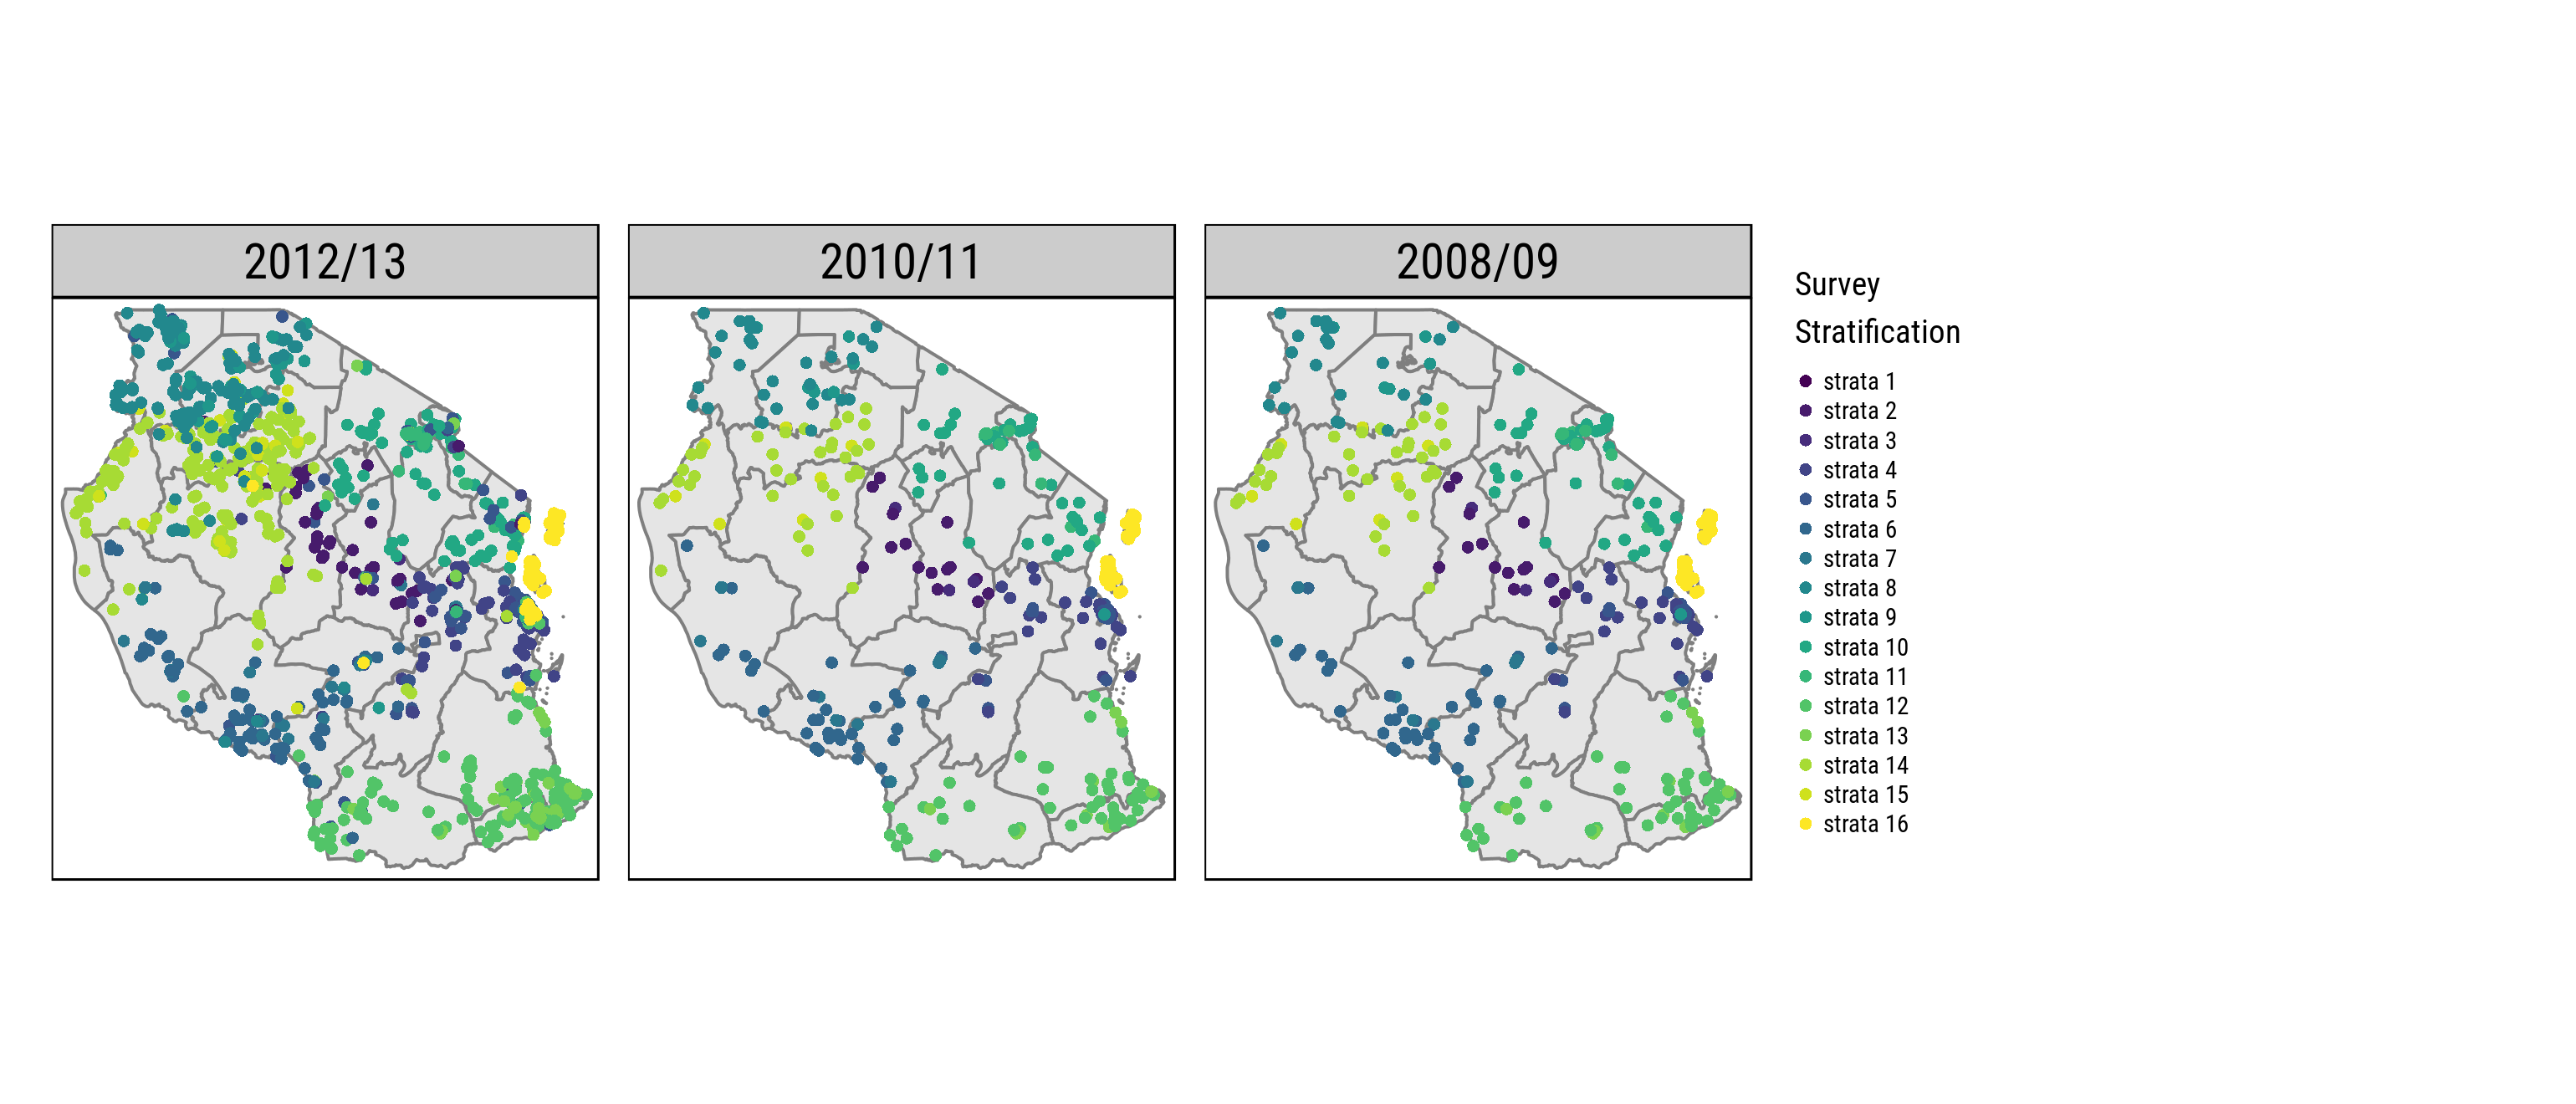 2012/13
2010/11
2008/09
Survey
Stratification
strata 1
strata 2
strata 3
strata 4
strata 5
strata 6
strata 7
strata 8
strata 9
strata 10
strata 11
strata 12
strata 13
strata 14
strata 15
strata 16